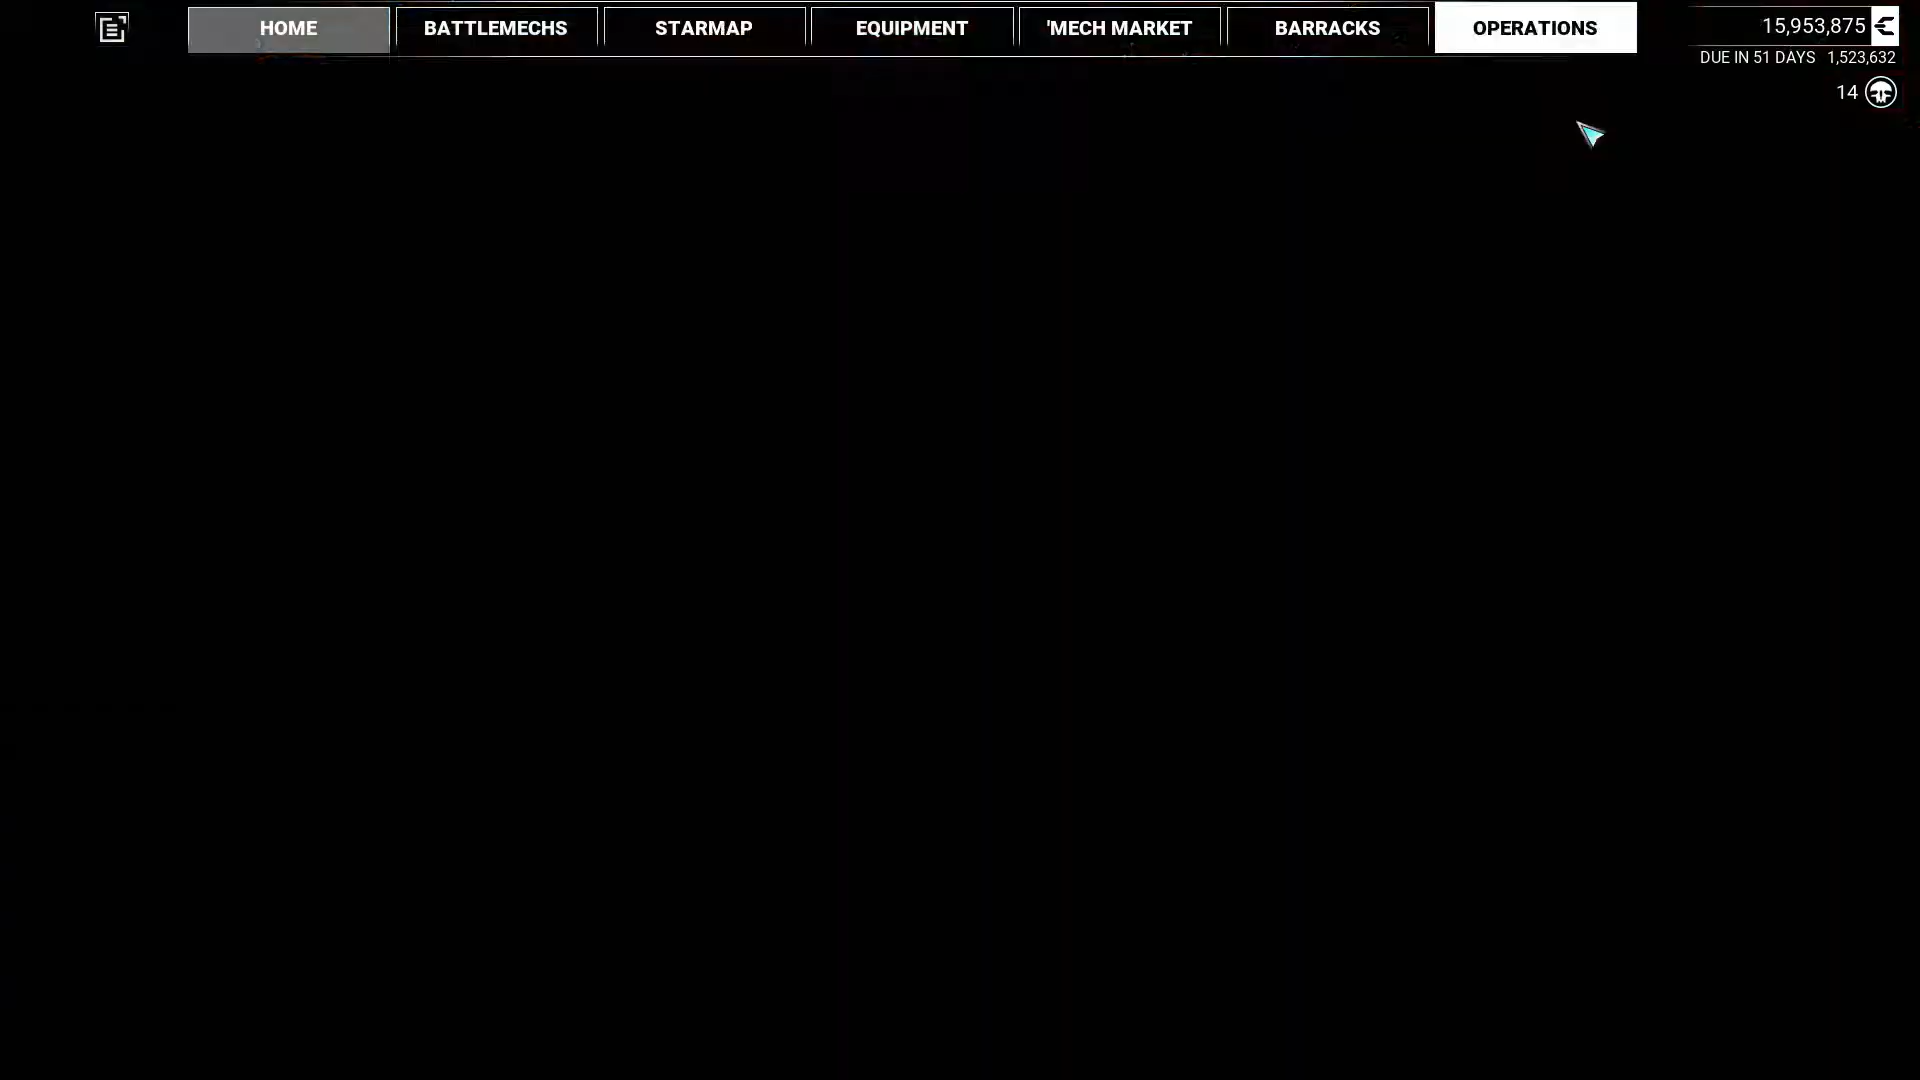 HOME
BATTLEMECHS
STARMAP
EQUIPMENT
'MECH MARKET
BARRACKS
OPERATIONS
15,953,875
DUE IN 51 DAYS 1,523,632
14